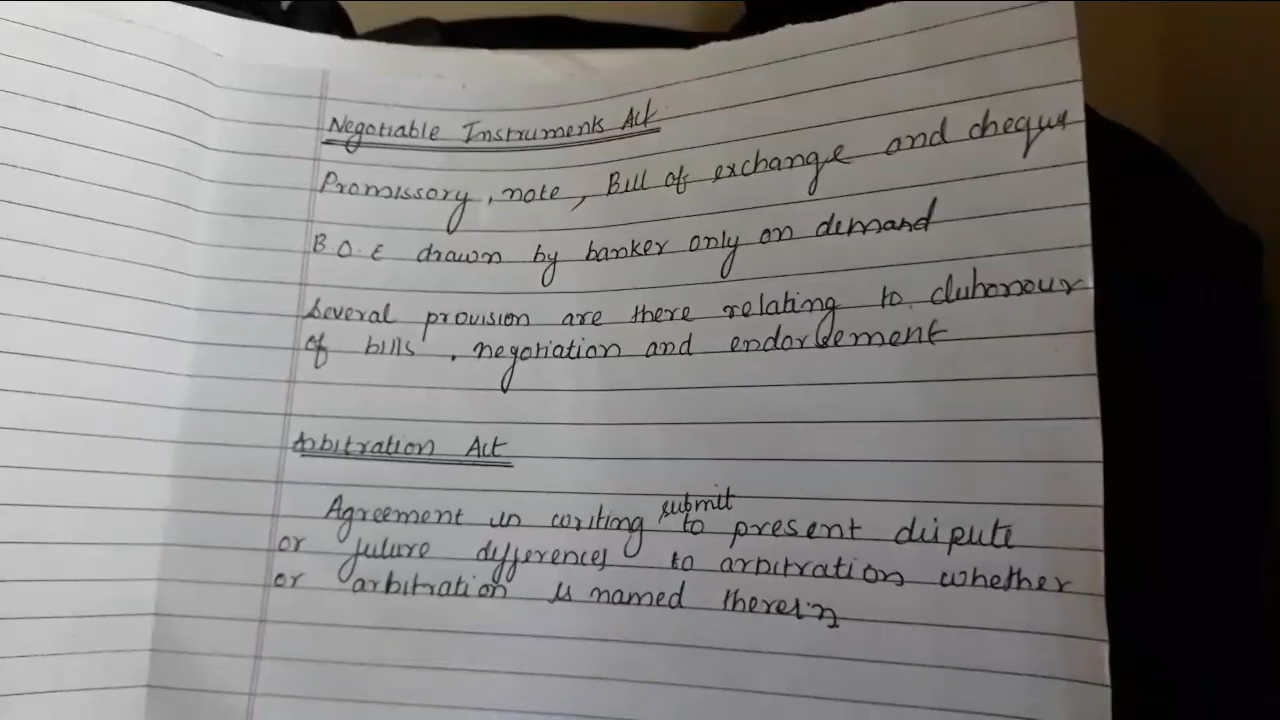 Negotiable Instruments Act
Promissory, note, Bill of exchange and cheque
B.O.E drawn by banker only on demand
Several provision are there relating to dishonour
of bills, negotiation and endorsement
Arbitration Act
Agreement in writing submit to present dispute
or future differences to arbitration whether
or arbitration is named therein